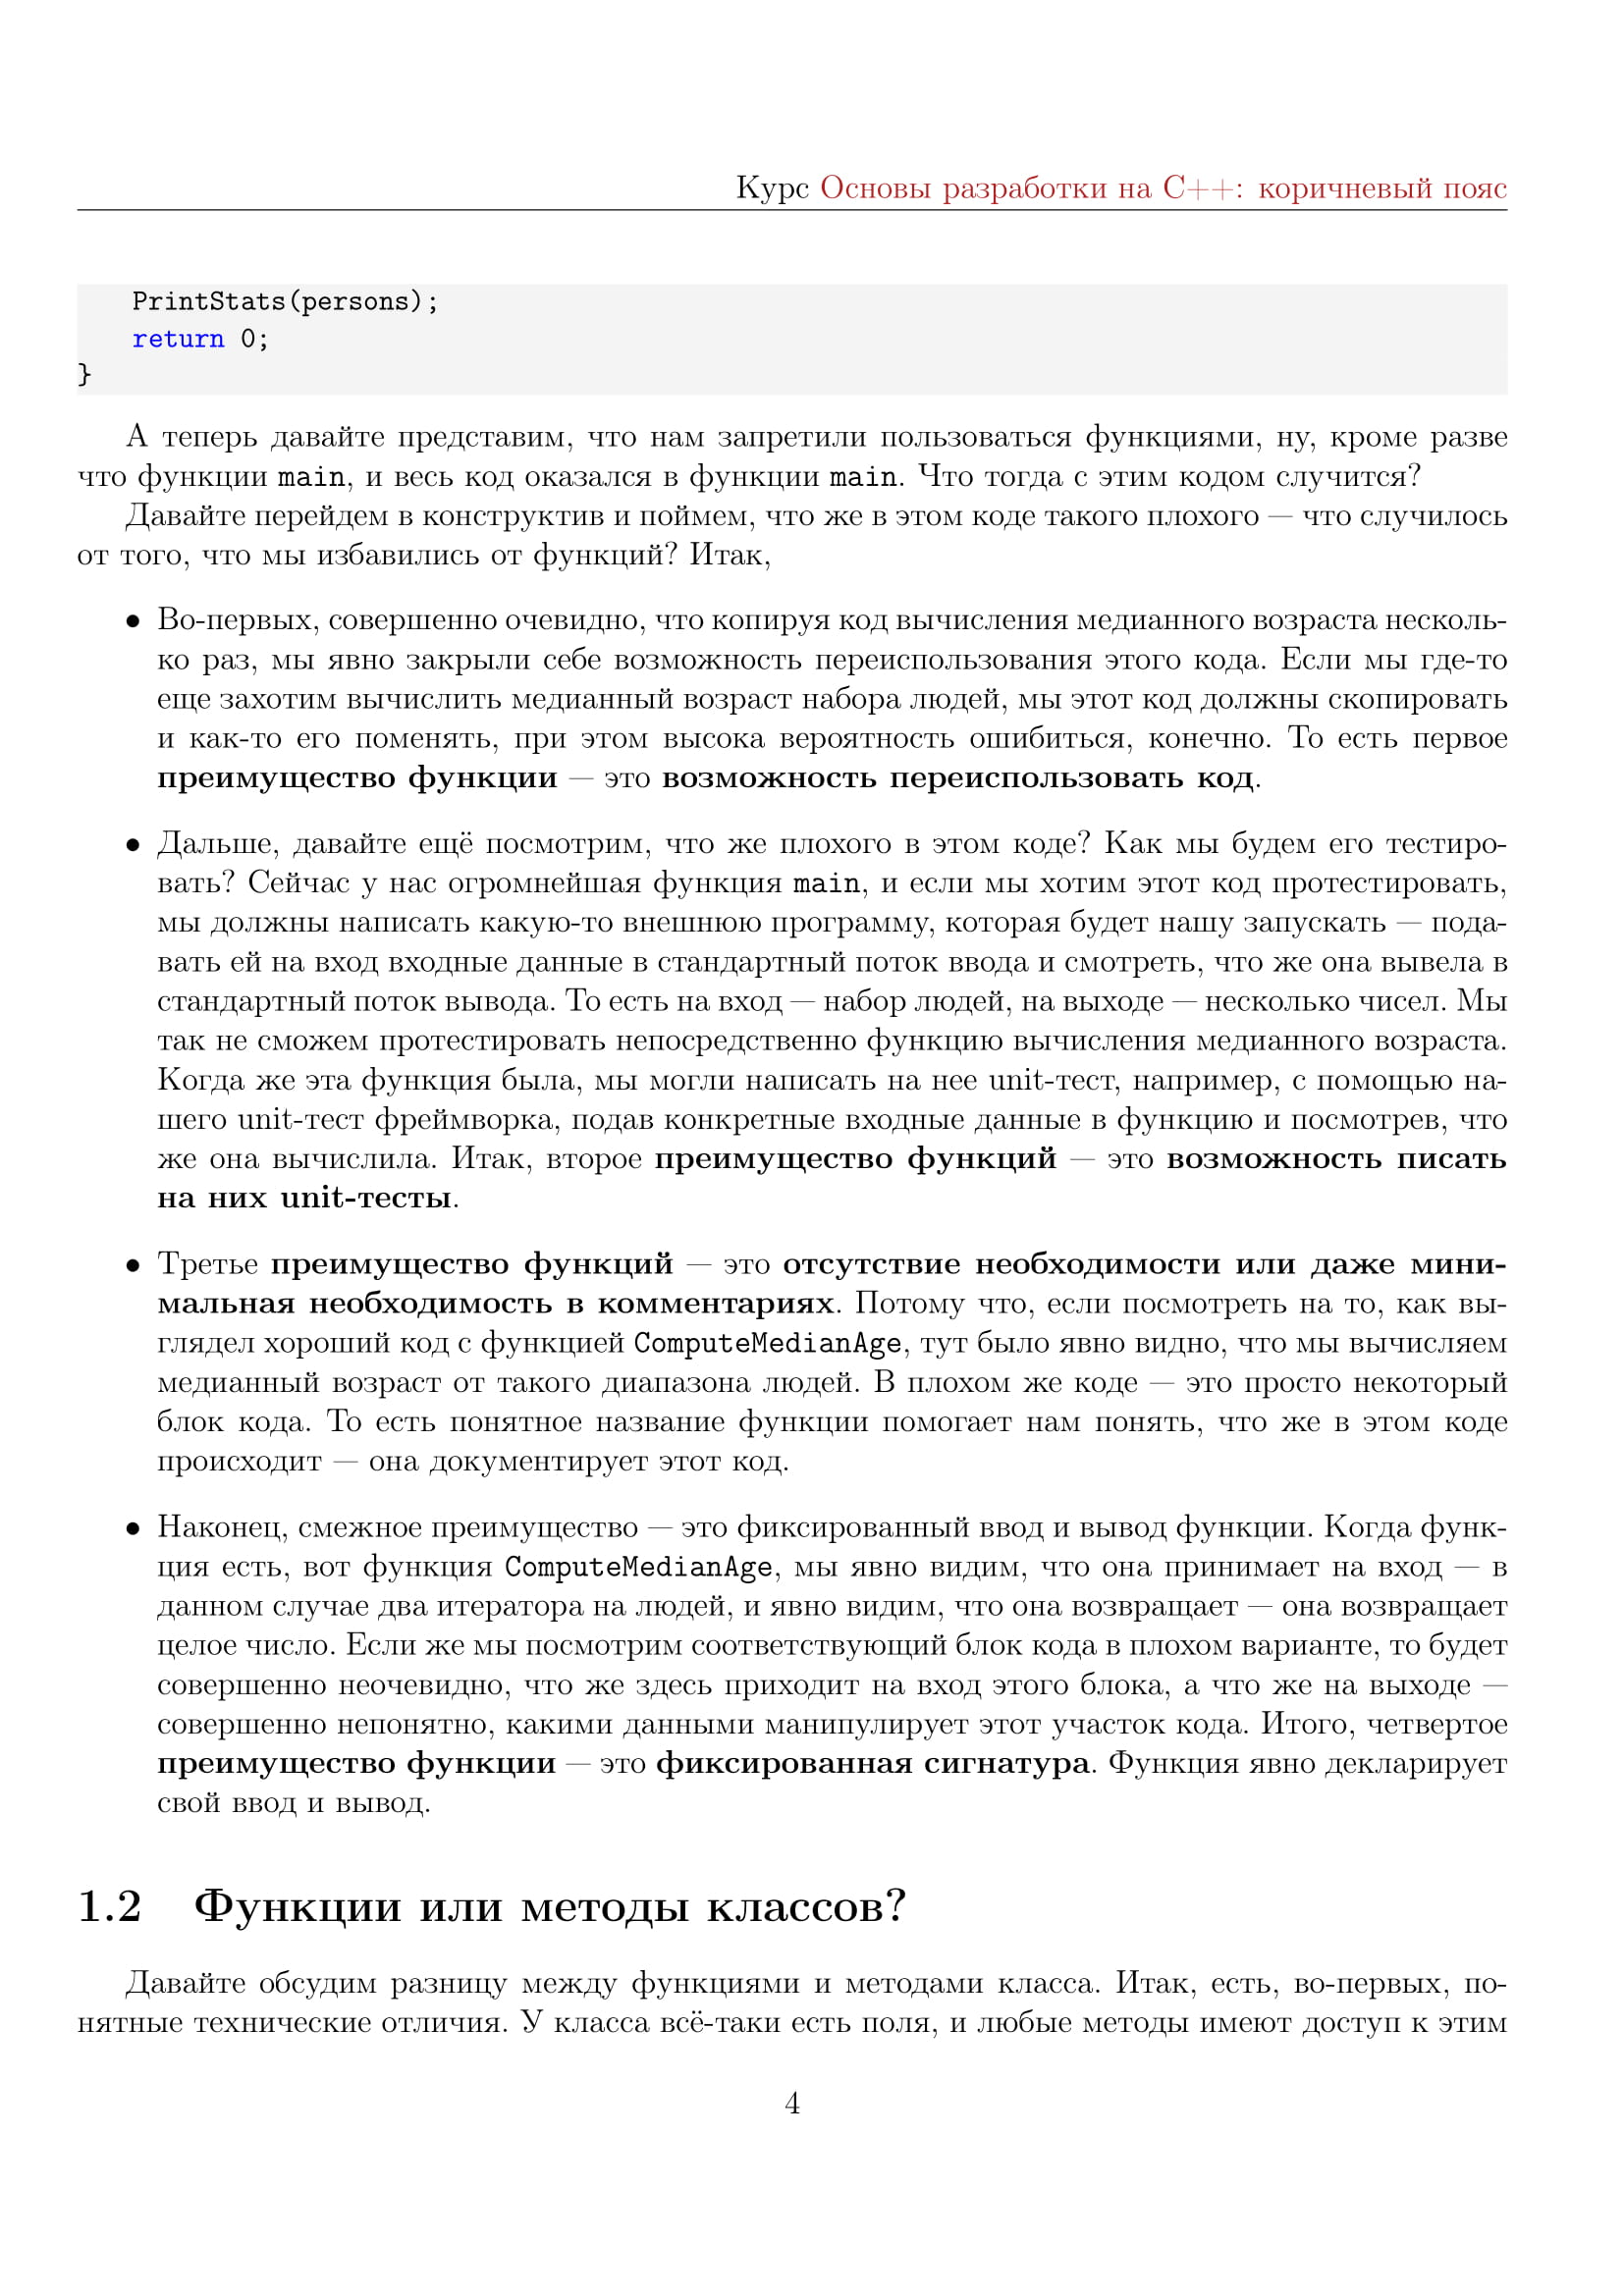 Курс Основы разработки на C++: коричневый пояс
PrintStats(persons);
return 0;
}
А теперь давайте представим, что нам запретили пользоваться функциями, ну, кроме разве
что функции main, и весь код оказался в функции main. Что тогда с этим кодом случится?
Давайте перейдем в конструктив и поймем, что же в этом коде такого плохого — что случилось
от того, что мы избавились от функций? Итак,
• Во-первых, совершенно очевидно, что копируя код вычисления медианного возраста несколь-
ко раз, мы явно закрыли себе возможность переиспользования этого кода. Если мы где-то
еще захотим вычислить медианный возраст набора людей, мы этот код должны скопировать
и как-то его поменять, при этом высока вероятность ошибиться, конечно. То есть первое
преимущество функции — это возможность переиспользовать код.
• Дальше, давайте ещё посмотрим, что же плохого в этом коде? Как мы будем его тестиро-
вать? Сейчас у нас огромнейшая функция main, и если мы хотим этот код протестировать,
мы должны написать какую-то внешнюю программу, которая будет нашу запускать — пода-
вать ей на вход входные данные в стандартный поток ввода и смотреть, что же она вывела в
стандартный поток вывода. То есть на вход — набор людей, на выходе — несколько чисел. Мы
так не сможем протестировать непосредственно функцию вычисления медианного возраста.
Когда же эта функция была, мы могли написать на нее unit-тест, например, с помощью на-
шего unit-тест фреймворка, подав конкретные входные данные в функцию и посмотрев, что
же она вычислила. Итак, второе преимущество функций — это возможность писать
на них unit-тесты.
• Третье преимущество функций — это отсутствие необходимости или даже мини-
мальная необходимость в комментариях. Потому что, если посмотреть на то, как вы-
глядел хороший код с функцией ComputeMedianAge, тут было явно видно, что мы вычисляем
медианный возраст от такого диапазона людей. В плохом же коде — это просто некоторый
блок кода. То есть понятное название функции помогает нам понять, что же в этом коде
происходит — она документирует этот код.
• Наконец, смежное преимущество — это фиксированный ввод и вывод функции. Когда функ-
ция есть, вот функция ComputeMedianAge, мы явно видим, что она принимает на вход — в
данном случае два итератора на людей, и явно видим, что она возвращает — она возвращает
целое число. Если же мы посмотрим соответствующий блок кода в плохом варианте, то будет
совершенно неочевидно, что же здесь приходит на вход этого блока, а что же на выходе —
совершенно непонятно, какими данными манипулирует этот участок кода. Итого, четвертое
преимущество функции — это фиксированная сигнатура. Функция явно декларирует
свой ввод и вывод.
1.2 Функции или методы классов?
Давайте обсудим разницу между функциями и методами класса. Итак, есть, во-первых, по-
нятные технические отличия. У класса всё-таки есть поля, и любые методы имеют доступ к этим
4